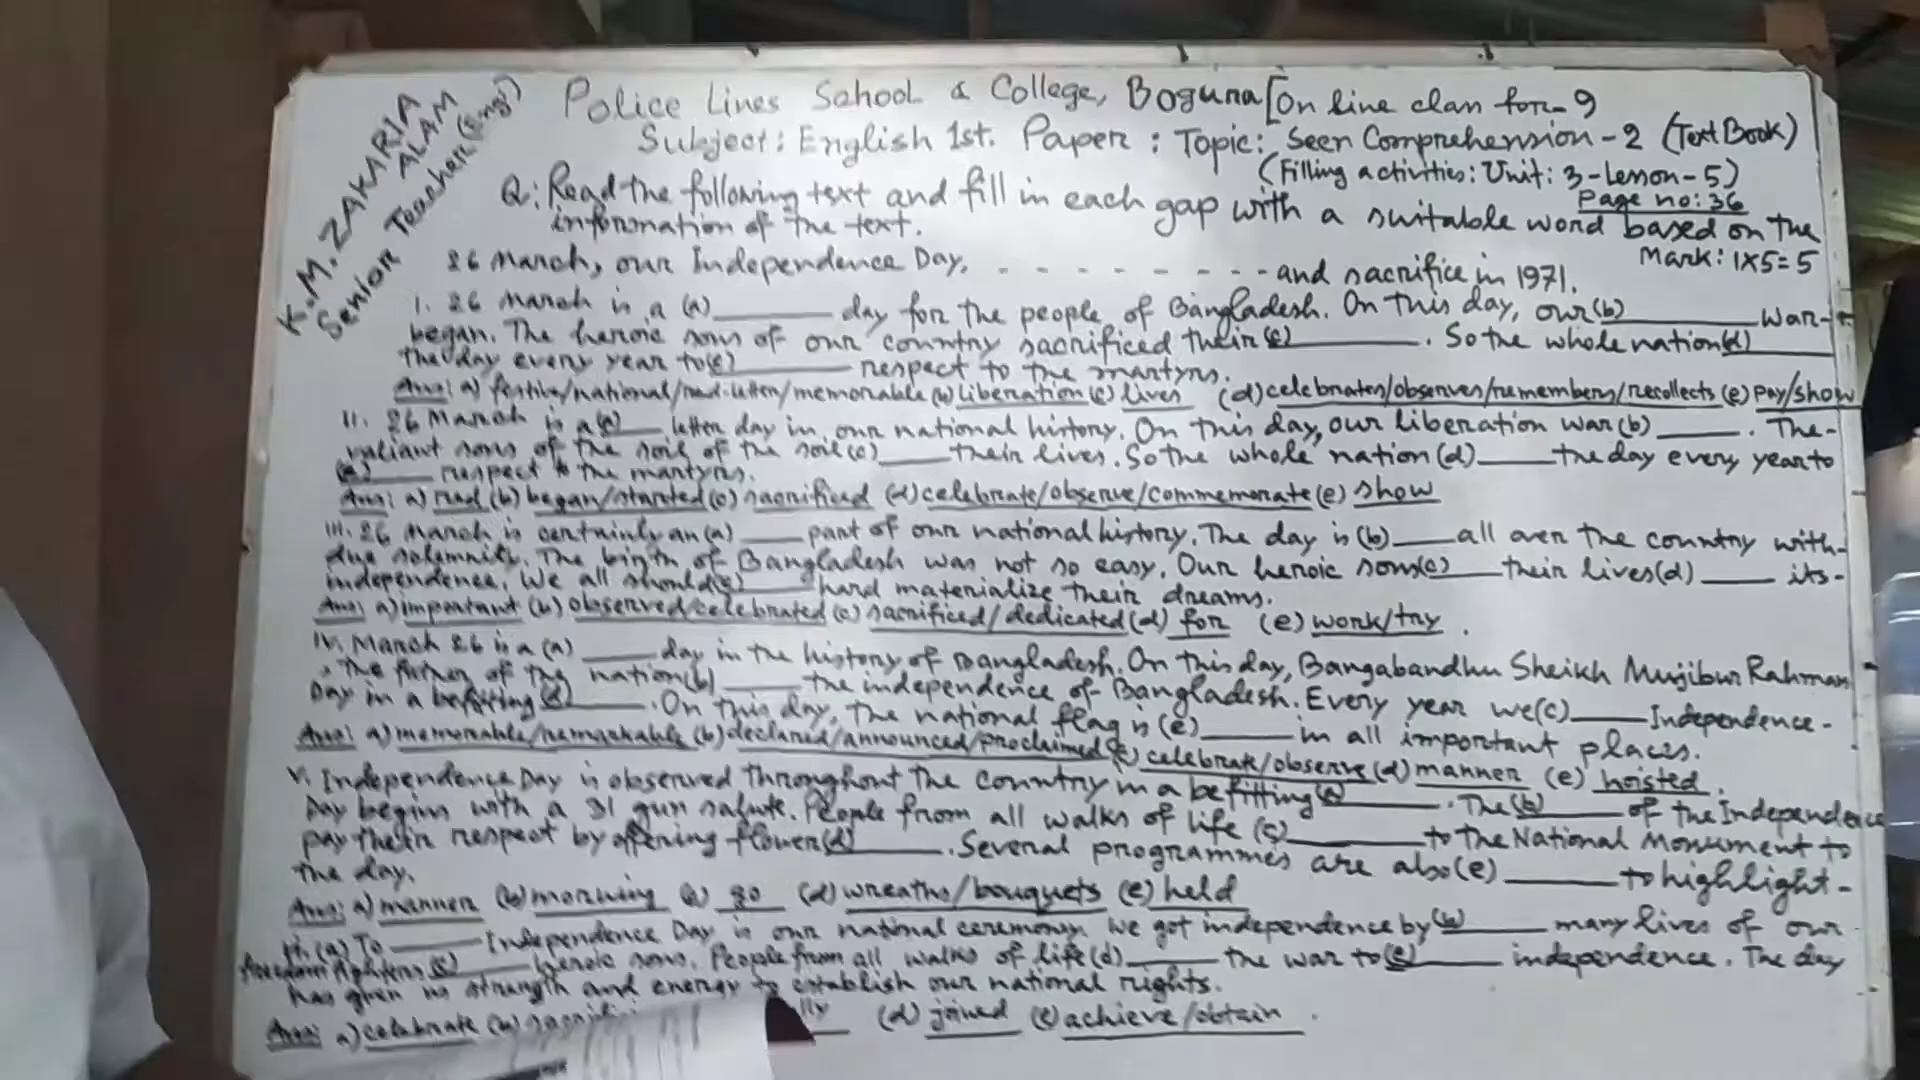 K.M. ZAKARIA
ALAM
Senior Teacher (Eng)
Police Lines School & College, Bogura [On line class for-9
Subject: English 1st. Paper : Topic: Seen Comprehension-2 (Text Book)
(Filling activities: Unit: 3-Lesson-5)
Page no: 36
Q: Read the following text and fill in each gap with a suitable word based on the
information of the text.
Mark: 1x5=5
26 March, our Independence Day, - - - - - - - - - and sacrifice in 1971.
I. 26 March is a (a)______ day for the people of Bangladesh. On this day, our (b)______ war-
began. The heroic sons of our country sacrificed their (c)______. So the whole nation (d)______
the day every year to (e)______ respect to the martyrs.
Ans: a) festive/national/red-letter/memorable (b) liberation (c) lives (d) celebrates/observes/remembers/recollects (e) pay/show
II. 26 March is a (a)___ letter day in our national history. On this day, our liberation war (b)____. The-
valiant sons of the soil of the soil (c)____ their lives. So the whole nation (d)____ the day every year to
(e)____ respect to the martyrs.
Ans: a) red (b) began/started (c) sacrificed (d) celebrate/observe/commemorate (e) show
III. 26 March is certainly an (a)____ part of our national history. The day is (b)____ all over the country with-
due solemnity. The birth of Bangladesh was not so easy. Our heroic sons (c)____ their lives (d)____ its-
independence. We all should (e)____ hard materialize their dreams.
Ans: a) important (b) observed/celebrated (c) sacrificed/dedicated (d) for (e) work/try.
IV. March 26 is a (a)____ day in the history of Bangladesh. On this day, Bangabandhu Sheikh Mujibur Rahman
, the father of the nation (b)____ the independence of Bangladesh. Every year we (c)____ Independence-
Day in a befitting (d)____. On this day, the national flag is (e)____ in all important places.
Ans: a) memorable/remarkable (b) declared/announced/proclaimed (c) celebrate/observe (d) manner (e) hoisted.
V. Independence Day is observed throughout the country in a befitting (a)____. The (b)____ of the Independence
Day begins with a 31 gun salute. People from all walks of life (c)____ to the National Monument to
pay their respect by offering flower (d)____. Several programmes are also (e)____ to highlight-
the day.
Ans: a) manner (b) morning (c) go (d) wreaths/bouquets (e) held
VI. (a) To ____ Independence Day is our national ceremony. We got independence by (b)____ many lives of our
freedom fighters (c)____ heroic sons. People from all walks of life (d)____ the war to (e)____ independence. The day
has given us strength and energy to establish our national rights.
Ans: a) celebrate (b) lly (d) joined (e) achieve/obtain.